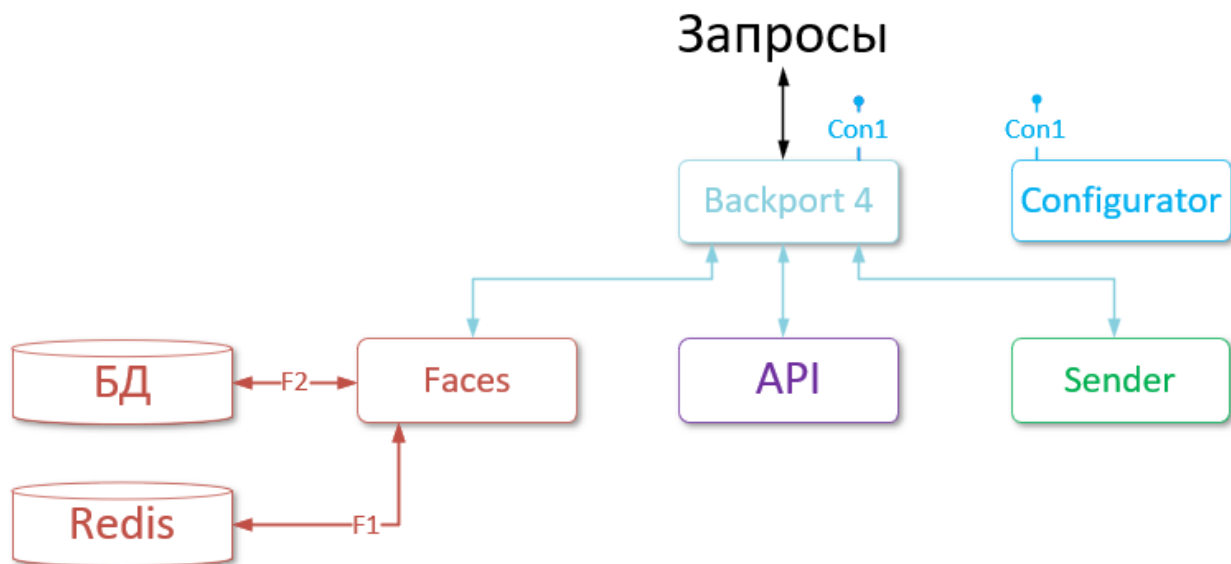 Запросы
Con1
Con1
Backport 4
Configurator
БД
F2
Faces
API
Sender
Redis
F1